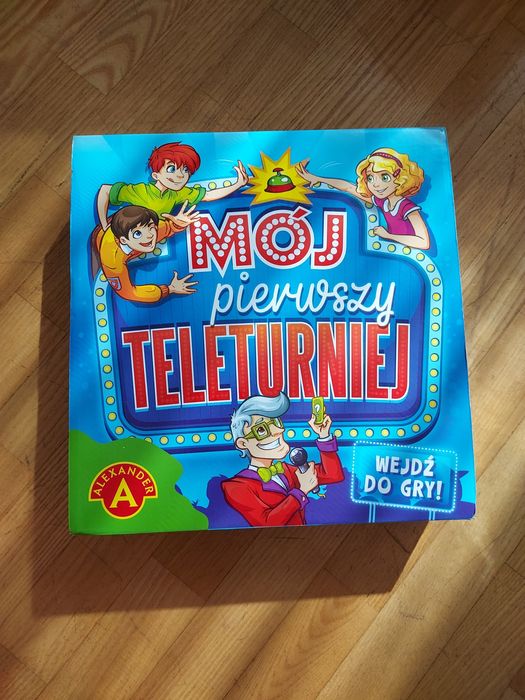 MÓJ
pierwszy
TELETURNIEJ
WEJDŹ
DO GRY!
ALEXANDER
A